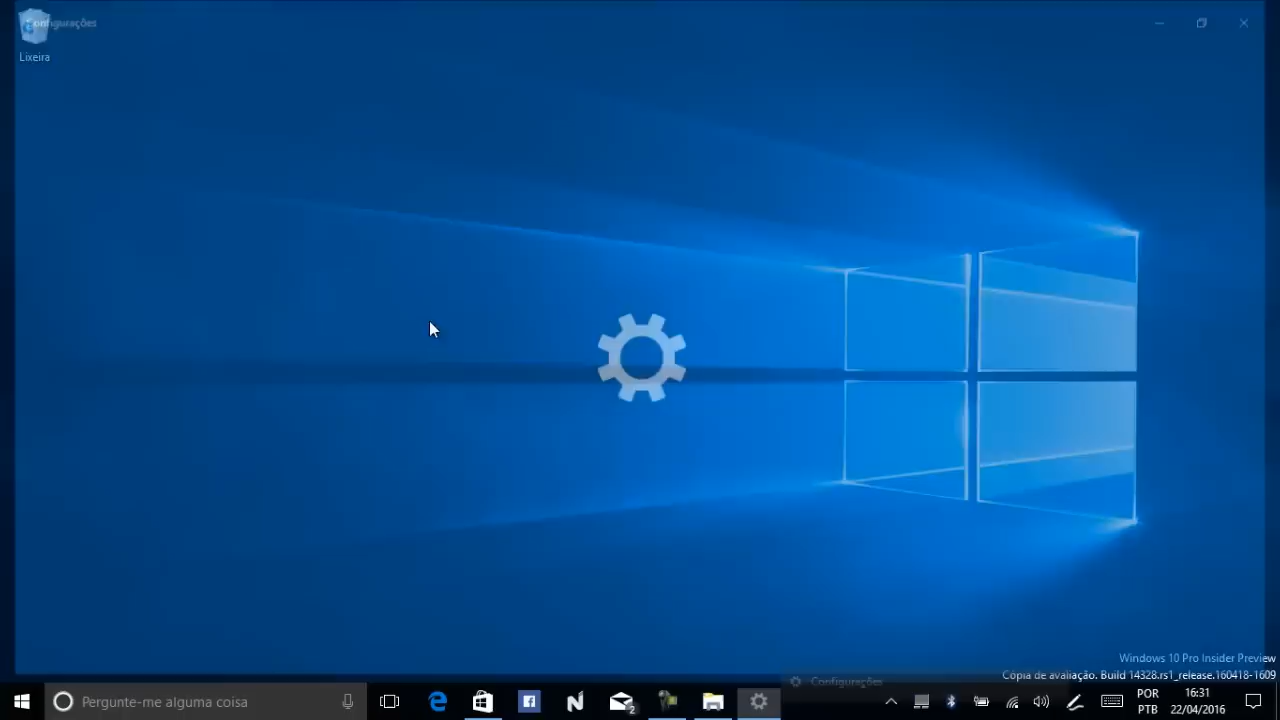 Configurações
Lixeira
Windows 10 Pro Insider Preview
Cópia de avaliação. Build 14328.rs1_release.160418-1609
Configurações
Pergunte-me alguma coisa
2
POR
PTB
16:31
22/04/2016